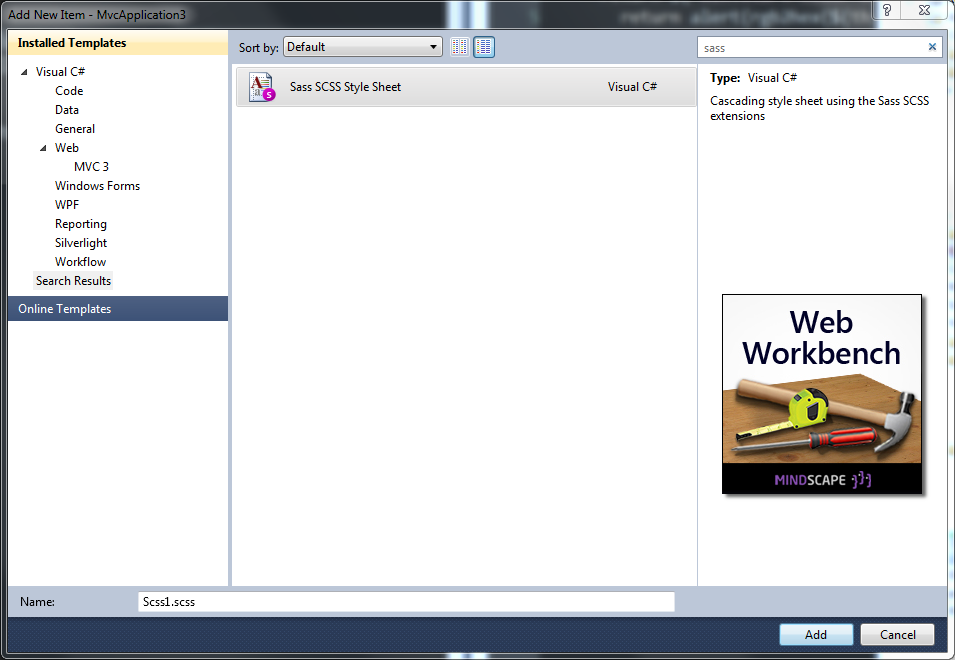 Add New Item - MvcApplication3
Installed Templates
Visual C#
Code
Data
General
Web
MVC 3
Windows Forms
WPF
Reporting
Silverlight
Workflow
Search Results
Online Templates
Sort by: Default
Sass SCSS Style Sheet Visual C#
sass
Type: Visual C#
Cascading style sheet using the Sass SCSS
extensions
Web
Workbench
MINDSCAPE
Name: Scss1.scss
Add Cancel